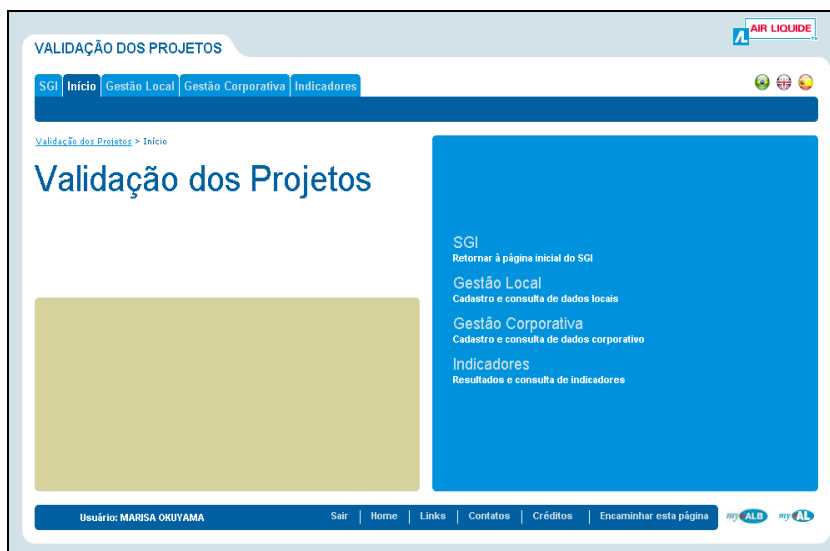 AIR LIQUIDE
VALIDAÇÃO DOS PROJETOS
SGI Início Gestão Local Gestão Corporativa Indicadores
Validação dos Projetos > Início
Validação dos Projetos
SGI
Retornar à página inicial do SGI
Gestão Local
Cadastro e consulta de dados locais
Gestão Corporativa
Cadastro e consulta de dados corporativo
Indicadores
Resultados e consulta de indicadores
Usuário: MARISA OKUYAMA Sair | Home | Links | Contatos | Créditos | Encaminhar esta página my ALB my AL